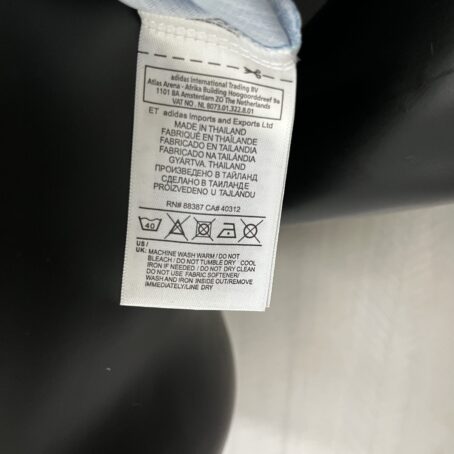 adidas International Trading BV
Atlas Arena - Afrika Building Hoogoorddreef 9a
1101 BA Amsterdam ZO The Netherlands
VAT NO . NL 8073.01.322.8.01
ET adidas Imports and Exports Ltd
MADE IN THAILAND
FABRIQUÉ EN THAÏLANDE
FABRICADO EN TAILANDIA
FABRICADO NA TAILÂNDIA
GYÁRTVA. THAILAND
ПРОИЗВЕДЕНО В ТАЙЛАНД
СДЕЛАНО В ТАИЛАНДЕ
PROIZVEDENO U TAJLANDU
RN# 88387 CA# 40312
40
US /
UK: MACHINE WASH WARM / DO NOT
BLEACH / DO NOT TUMBLE DRY COOL
IRON IF NEEDED / DO NOT DRY CLEAN
DO NOT USE FABRIC SOFTENER/
WASH AND IRON INSIDE OUT/REMOVE
IMMEDIATELY/LINE DRY